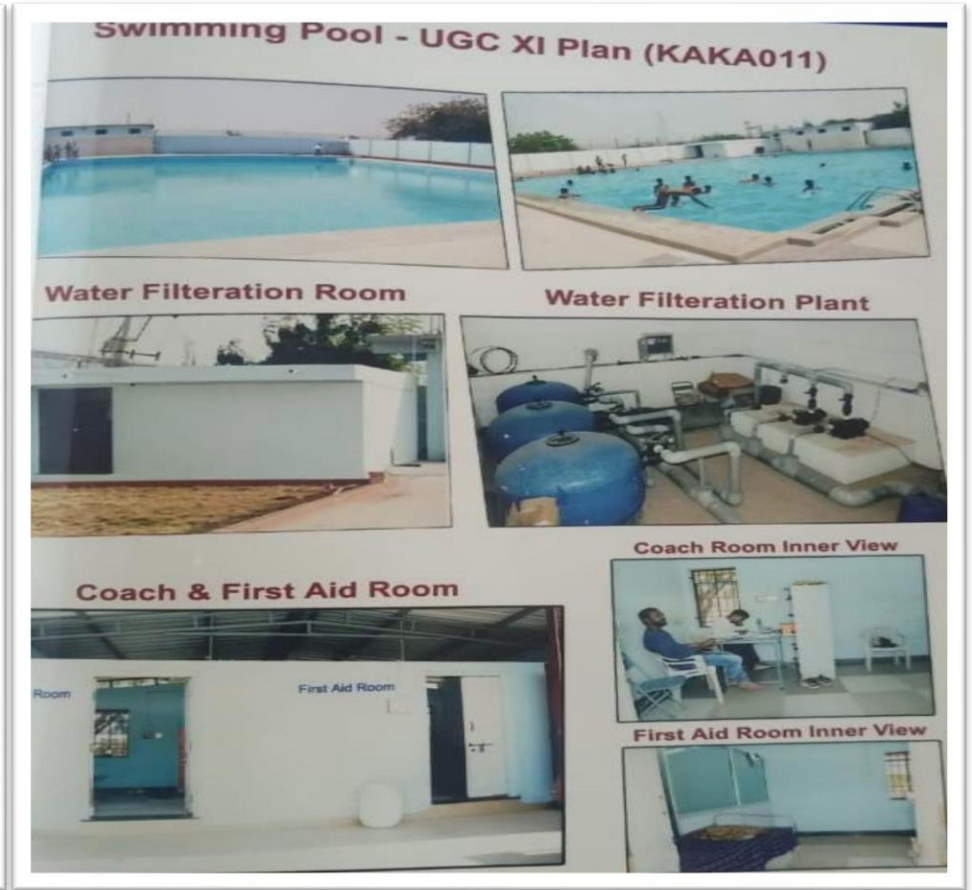 Swimming Pool - UGC XI Plan (KAKA011)
Water Filteration Room
Water Filteration Plant
Coach Room Inner View
Coach & First Aid Room
Room
First Aid Room
First Aid Room Inner View